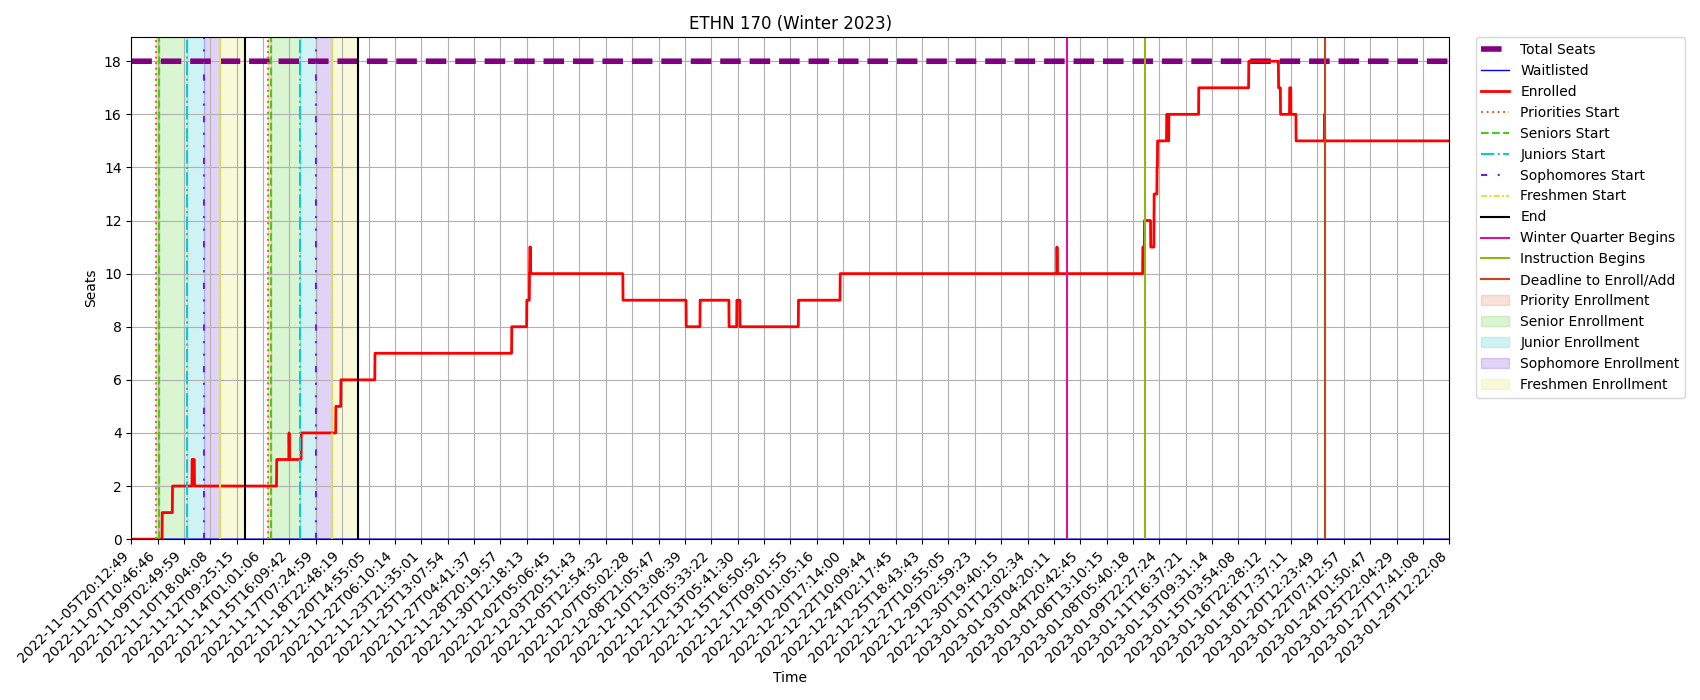 ETHN 170 (Winter 2023)
Seats
18
16
14
12
10
8
6
4
2
0
2022-11-05T20:12:49
2022-11-07T10:46:46
2022-11-09T02:49:59
2022-11-10T18:04:08
2022-11-12T09:25:15
2022-11-14T01:01:06
2022-11-15T16:09:42
2022-11-17T07:24:59
2022-11-18T22:48:19
2022-11-20T14:55:05
2022-11-22T06:10:14
2022-11-23T21:35:01
2022-11-25T13:07:54
2022-11-27T04:41:37
2022-11-28T20:19:57
2022-11-30T12:18:13
2022-12-02T05:06:45
2022-12-03T20:51:43
2022-12-05T12:54:32
2022-12-07T05:02:28
2022-12-08T21:05:47
2022-12-10T13:08:39
2022-12-12T05:33:22
2022-12-13T05:41:30
2022-12-15T16:50:52
2022-12-17T09:01:55
2022-12-19T01:05:16
2022-12-20T17:14:00
2022-12-22T10:09:44
2022-12-24T02:17:45
2022-12-25T18:43:43
2022-12-27T10:55:05
2022-12-29T02:59:23
2022-12-30T19:40:15
2023-01-01T12:02:34
2023-01-03T04:20:11
2023-01-04T20:42:45
2023-01-06T13:10:15
2023-01-08T05:40:18
2023-01-09T22:27:24
2023-01-11T16:37:21
2023-01-13T09:31:14
2023-01-15T03:54:08
2023-01-16T22:28:12
2023-01-18T17:37:11
2023-01-20T12:23:49
2023-01-22T07:12:57
2023-01-24T01:50:47
2023-01-25T22:04:29
2023-01-27T17:41:08
2023-01-29T12:22:08
Time
Total Seats
Waitlisted
Enrolled
Priorities Start
Seniors Start
Juniors Start
Sophomores Start
Freshmen Start
End
Winter Quarter Begins
Instruction Begins
Deadline to Enroll/Add
Priority Enrollment
Senior Enrollment
Junior Enrollment
Sophomore Enrollment
Freshmen Enrollment